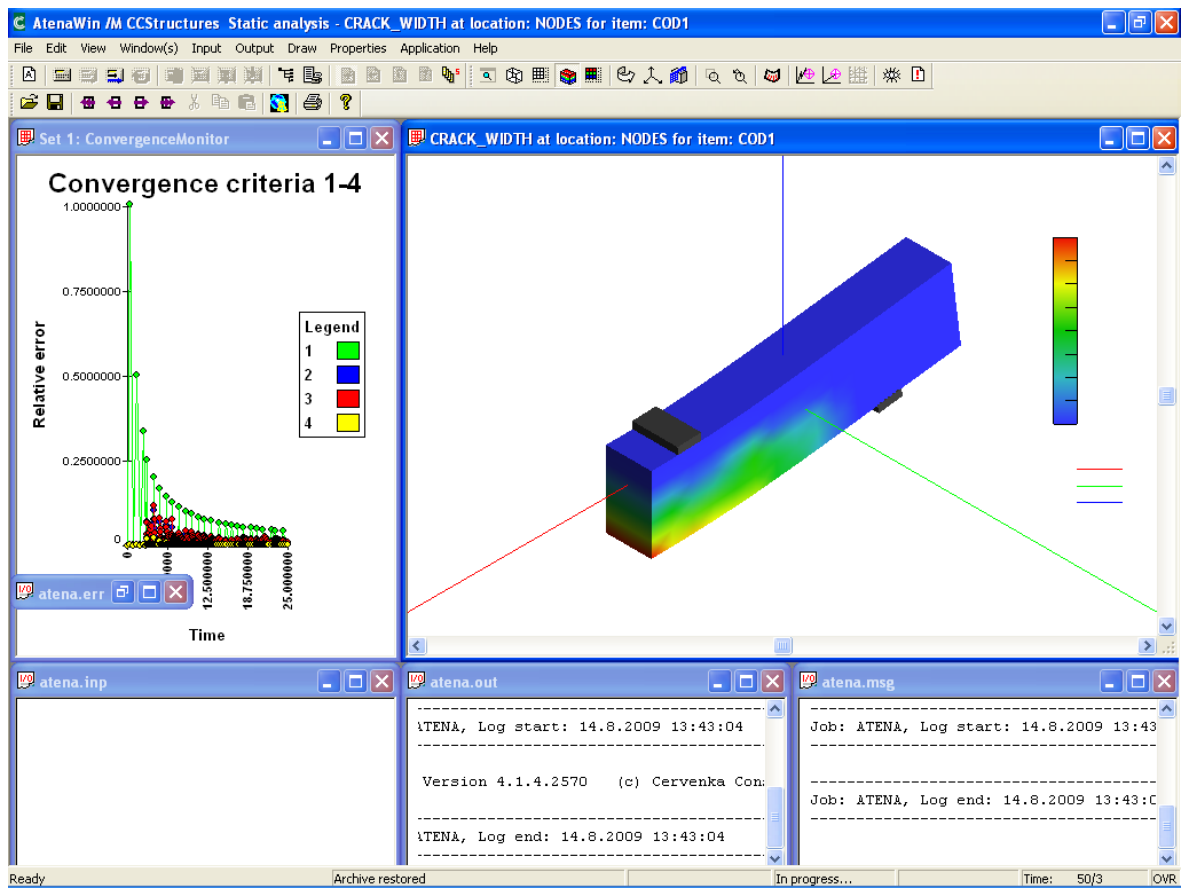 AtenaWin /M CCStructures Static analysis - CRACK_WIDTH at location: NODES for item: COD1
File Edit View Window(s) Input Output Draw Properties Application Help
Set 1: ConvergenceMonitor
Convergence criteria 1-4
1.0000000
0.7500000
0.5000000
0.2500000
0
Relative error
Legend
1
2
3
4
0
12.500000
18.750000
25.000000
Time
atena.err
CRACK_WIDTH at location: NODES for item: COD1
atena.inp
atena.out
ATENA, Log start: 14.8.2009 13:43:04
Version 4.1.4.2570 (c) Cervenka Con
ATENA, Log end: 14.8.2009 13:43:04
atena.msg
Job: ATENA, Log start: 14.8.2009 13:43
Job: ATENA, Log end: 14.8.2009 13:43:0
Ready
Archive restored
In progress...
Time: 50/3
OVR